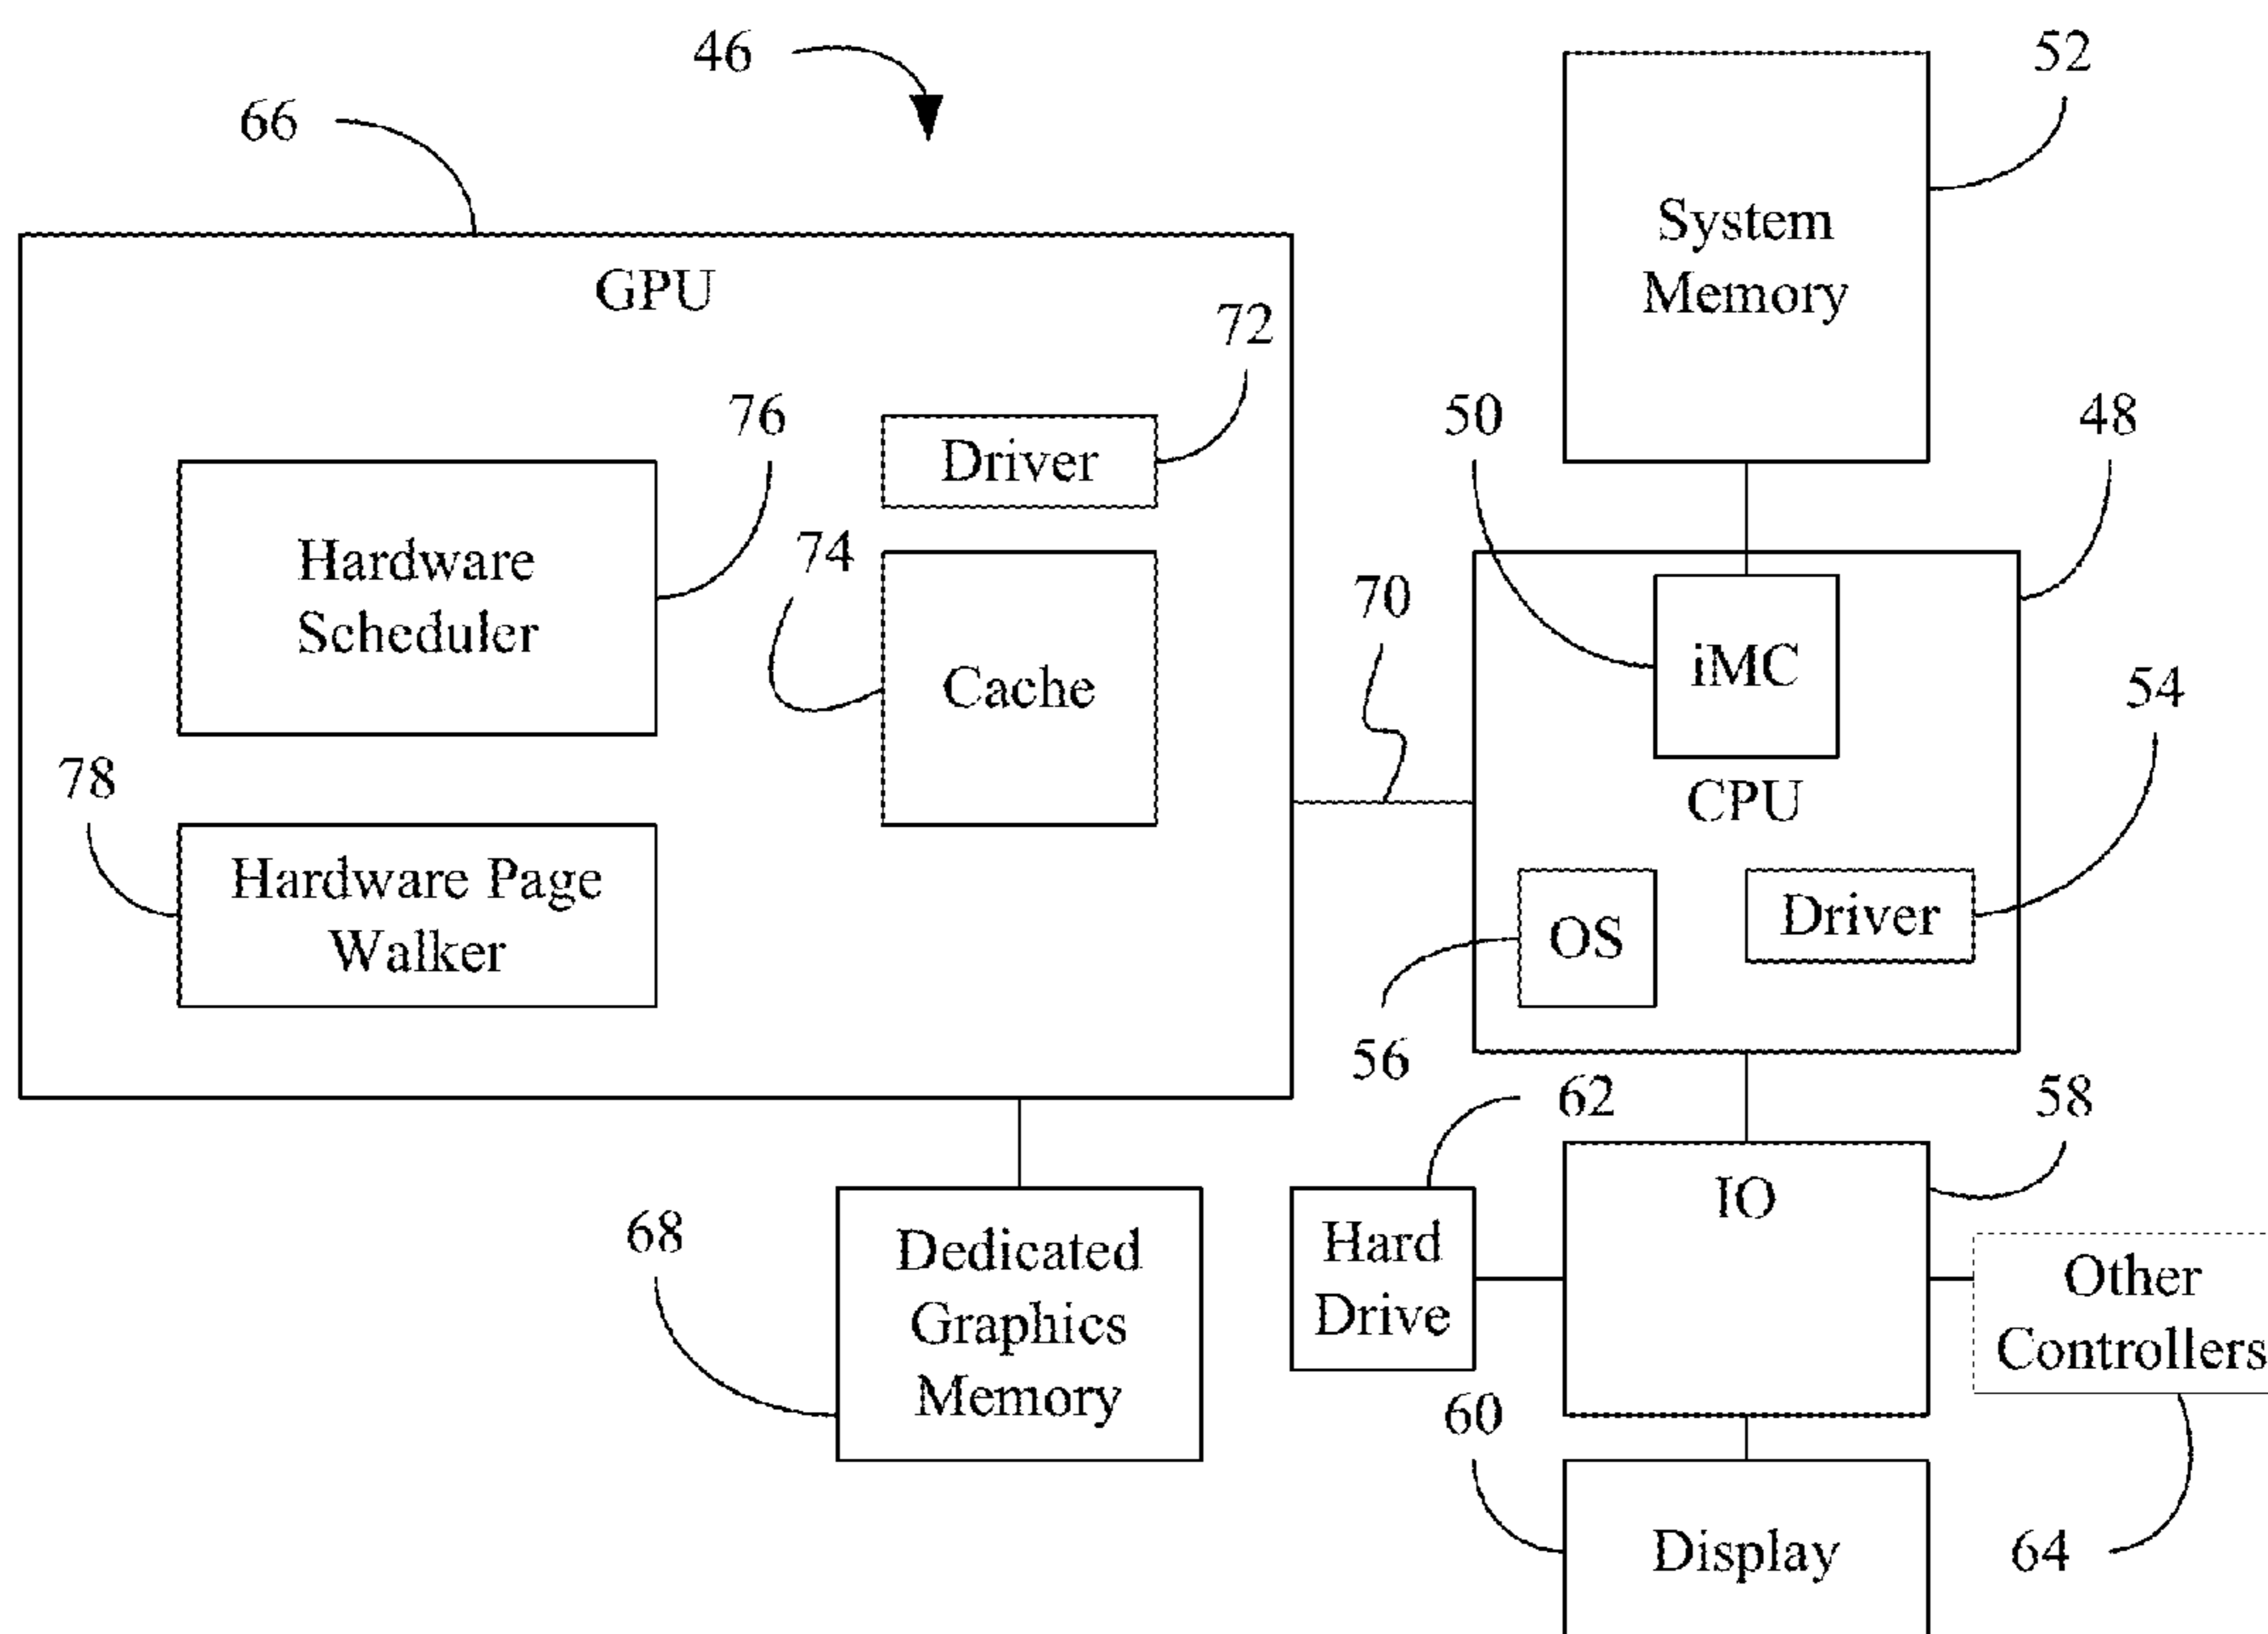 46
52
66
System
Memory
GPU
72
76
50
48
Driver
Hardware
Scheduler
74
70
iMC
54
Cache
78
CPU
Hardware Page
Walker
OS
Driver
56
62
58
IO
68
Dedicated
Graphics
Memory
Hard
Drive
Other
Controllers
60
Display
64